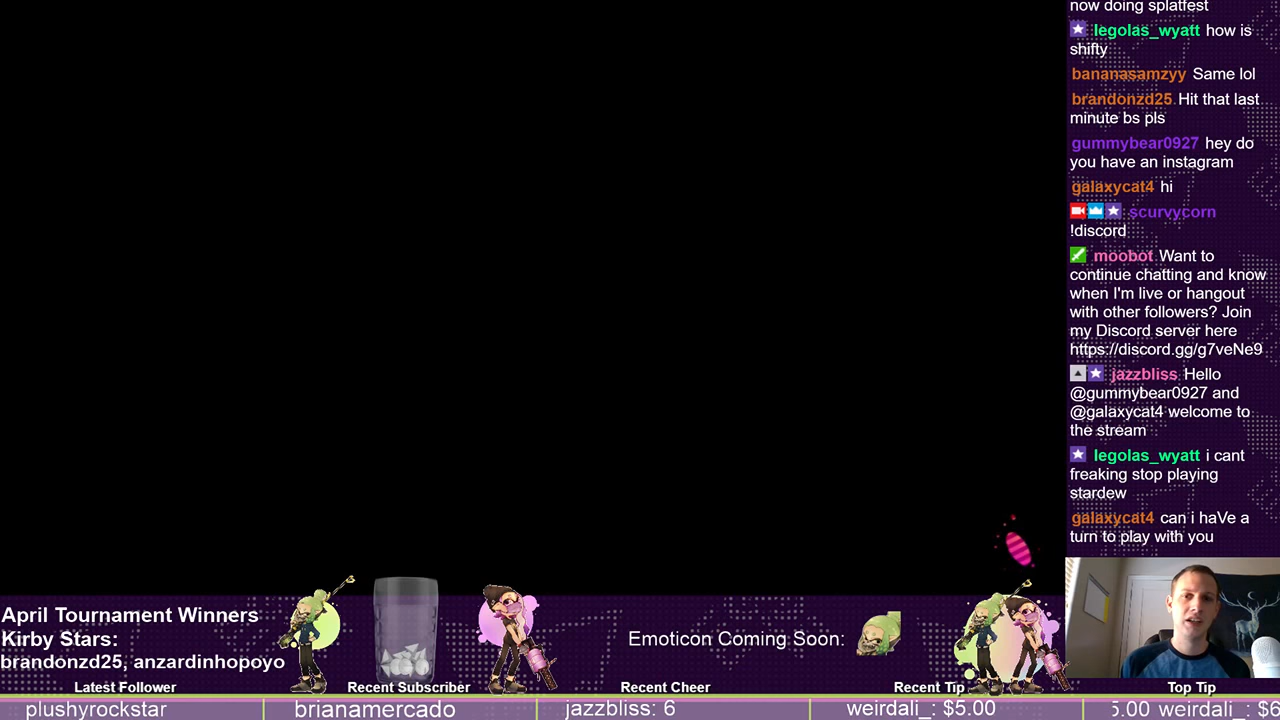 now doing splatfest
legolas_wyatt how is
shifty
bananasamzyy Same lol
brandonzd25 Hit that last
minute bs pls
gummybear0927 hey do
you have an instagram
galaxycat4 hi
scurvycorn
!discord
moobot Want to
continue chatting and know
when I'm live or hangout
with other followers? Join
my Discord server here
https://discord.gg/g7veNe9
jazzbliss Hello
@gummybear0927 and
@galaxycat4 welcome to
the stream
legolas_wyatt i cant
freaking stop playing
stardew
galaxycat4 can i haVe a
turn to play with you
April Tournament Winners
Kirby Stars:
brandonzd25, anzardinhopoyo
Emoticon Coming Soon:
Latest Follower
Recent Subscriber
Recent Cheer
Recent Tip
Top Tip
plushyrockstar
brianamercado
jazzbliss: 6
weirdali_: $5.00
5.00 weirdali_: $6